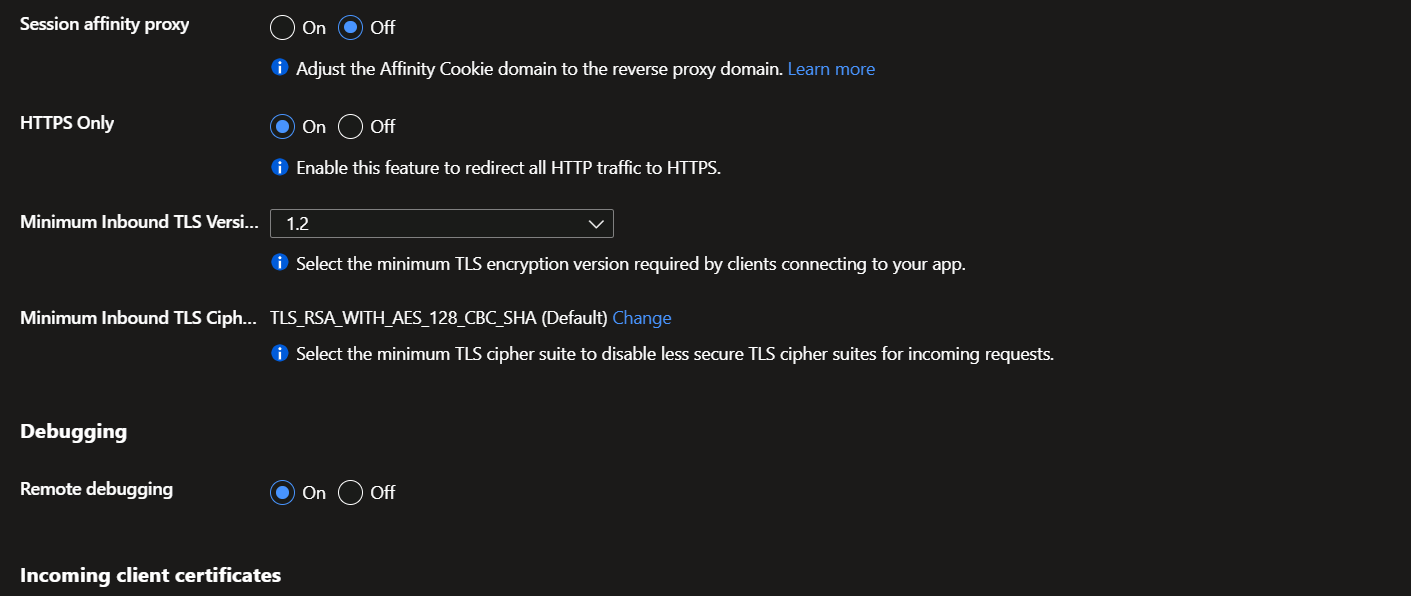 Session affinity proxy
On Off
Adjust the Affinity Cookie domain to the reverse proxy domain. Learn more
HTTPS Only
On Off
Enable this feature to redirect all HTTP traffic to HTTPS.
Minimum Inbound TLS Versi...
1.2
Select the minimum TLS encryption version required by clients connecting to your app.
Minimum Inbound TLS Ciph...
TLS_RSA_WITH_AES_128_CBC_SHA (Default) Change
Select the minimum TLS cipher suite to disable less secure TLS cipher suites for incoming requests.
Debugging
Remote debugging
On Off
Incoming client certificates